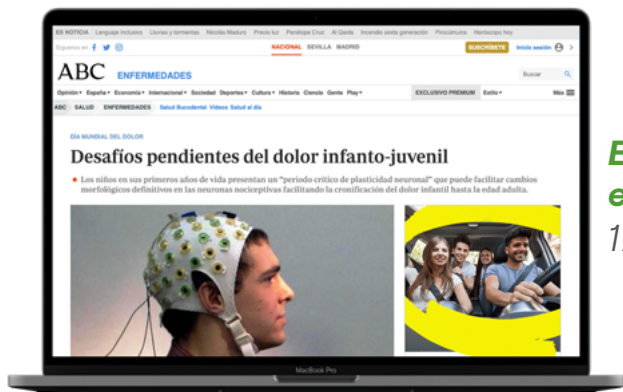 ES NOTICIA Lenguaje inclusivo Lluvias y tormentas Nicolás Maduro Precio luz Penélope Cruz Al Qaida Incendio sexta generación Pirocúmulos Horóscopo hoy
Síguenos en
NACIONAL SEVILLA MADRID
SUSCRÍBETE Inicio sesión
ABC ENFERMEDADES
Buscar
Opinión España Economía Internacional Sociedad Deportes Cultura Historia Ciencia Gente Play EXCLUSIVO PREMIUM Estilo Más
ABC SALUD ENFERMEDADES Salud Bucodental Vídeos Salud al día
DÍA MUNDIAL DEL DOLOR
Desafíos pendientes del dolor infanto-juvenil
Los niños en sus primeros años de vida presentan un "periodo crítico de plasticidad neuronal" que puede facilitar cambios
morfológicos definitivos en las neuronas nociceptivas facilitando la cronificación del dolor infantil hasta la edad adulta.
MacBook Pro